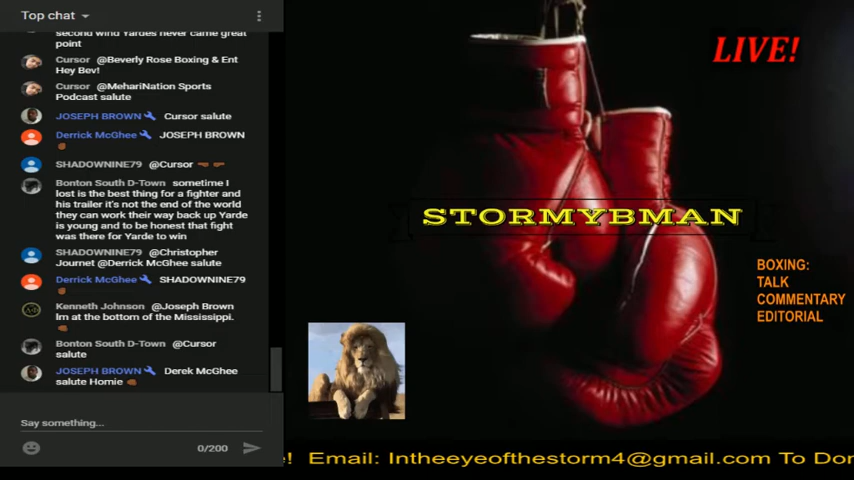 Top chat
second wind Yardes never came great
point
Cursor @Beverly Rose Boxing & Ent
Hey Bev!
Cursor @MehariNation Sports
Podcast salute
JOSEPH BROWN Cursor salute
Derrick McGhee JOSEPH BROWN
SHADOWNINE79 @Cursor
Bonton South D-Town sometime I
lost is the best thing for a fighter and
his trailer it's not the end of the world
they can work their way back up Yarde
is young and to be honest that fight
was there for Yarde to win
SHADOWNINE79 @Christopher
Journet @Derrick McGhee salute
Derrick McGhee SHADOWNINE79
Kenneth Johnson @Joseph Brown
Im at the bottom of the Mississippi.
Bonton South D-Town @Cursor
salute
JOSEPH BROWN Derek McGhee
salute Homie
Say something...
0/200
LIVE!
STORMYBMAN
BOXING:
TALK
COMMENTARY
EDITORIAL
e! Email: Intheeyeofthestorm4@gmail.com To Don